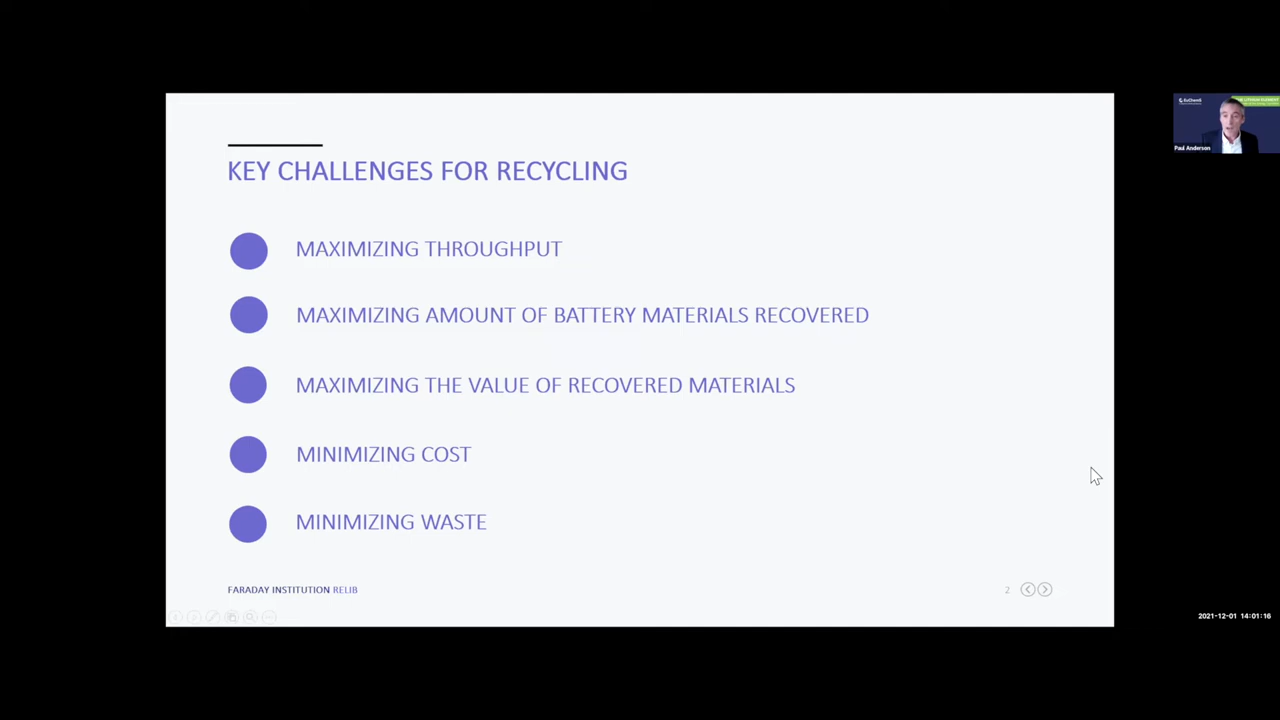 KEY CHALLENGES FOR RECYCLING
MAXIMIZING THROUGHPUT
MAXIMIZING AMOUNT OF BATTERY MATERIALS RECOVERED
MAXIMIZING THE VALUE OF RECOVERED MATERIALS
MINIMIZING COST
MINIMIZING WASTE
FARADAY INSTITUTION RELIB
2
EuChemS
Paul Anderson
2021-12-01 14:01:16